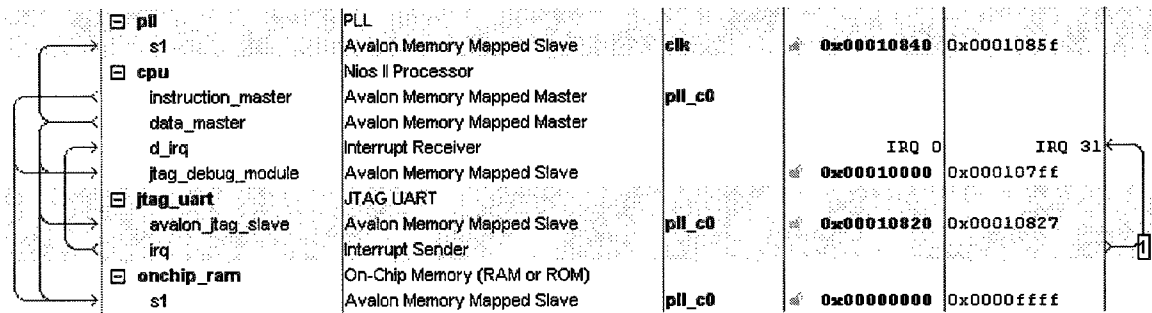 pll PLL
s1 Avalon Memory Mapped Slave clk 0x00010840 0x0001085f
cpu Nios II Processor
instruction_master Avalon Memory Mapped Master pll_c0
data_master Avalon Memory Mapped Master
d_irq Interrupt Receiver IRQ 0 IRQ 31
jtag_debug_module Avalon Memory Mapped Slave 0x00010000 0x000107ff
jtag_uart JTAG UART
avalon_jtag_slave Avalon Memory Mapped Slave pll_c0 0x00010820 0x00010827
irq Interrupt Sender 1
onchip_ram On-Chip Memory (RAM or ROM)
s1 Avalon Memory Mapped Slave pll_c0 0x00000000 0x0000ffff